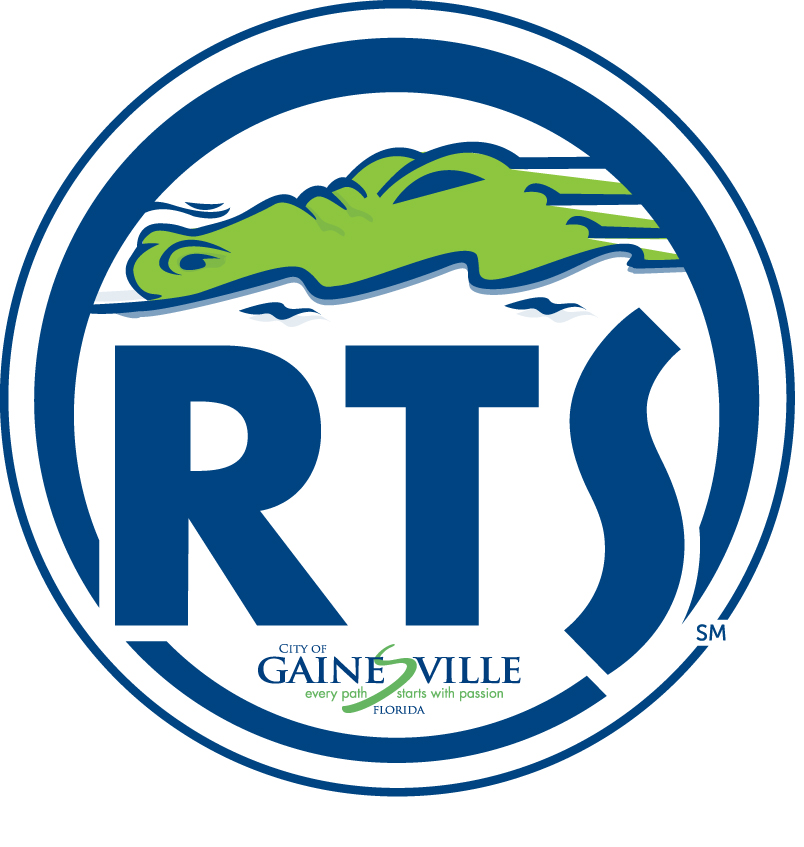 RTS
SM
CITY OF
GAINESVILLE
every path starts with passion
FLORIDA